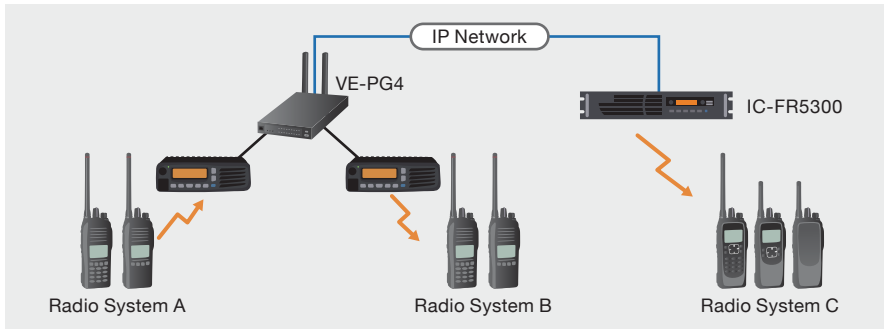 IP Network
VE-PG4
IC-FR5300
Radio System A
Radio System B
Radio System C